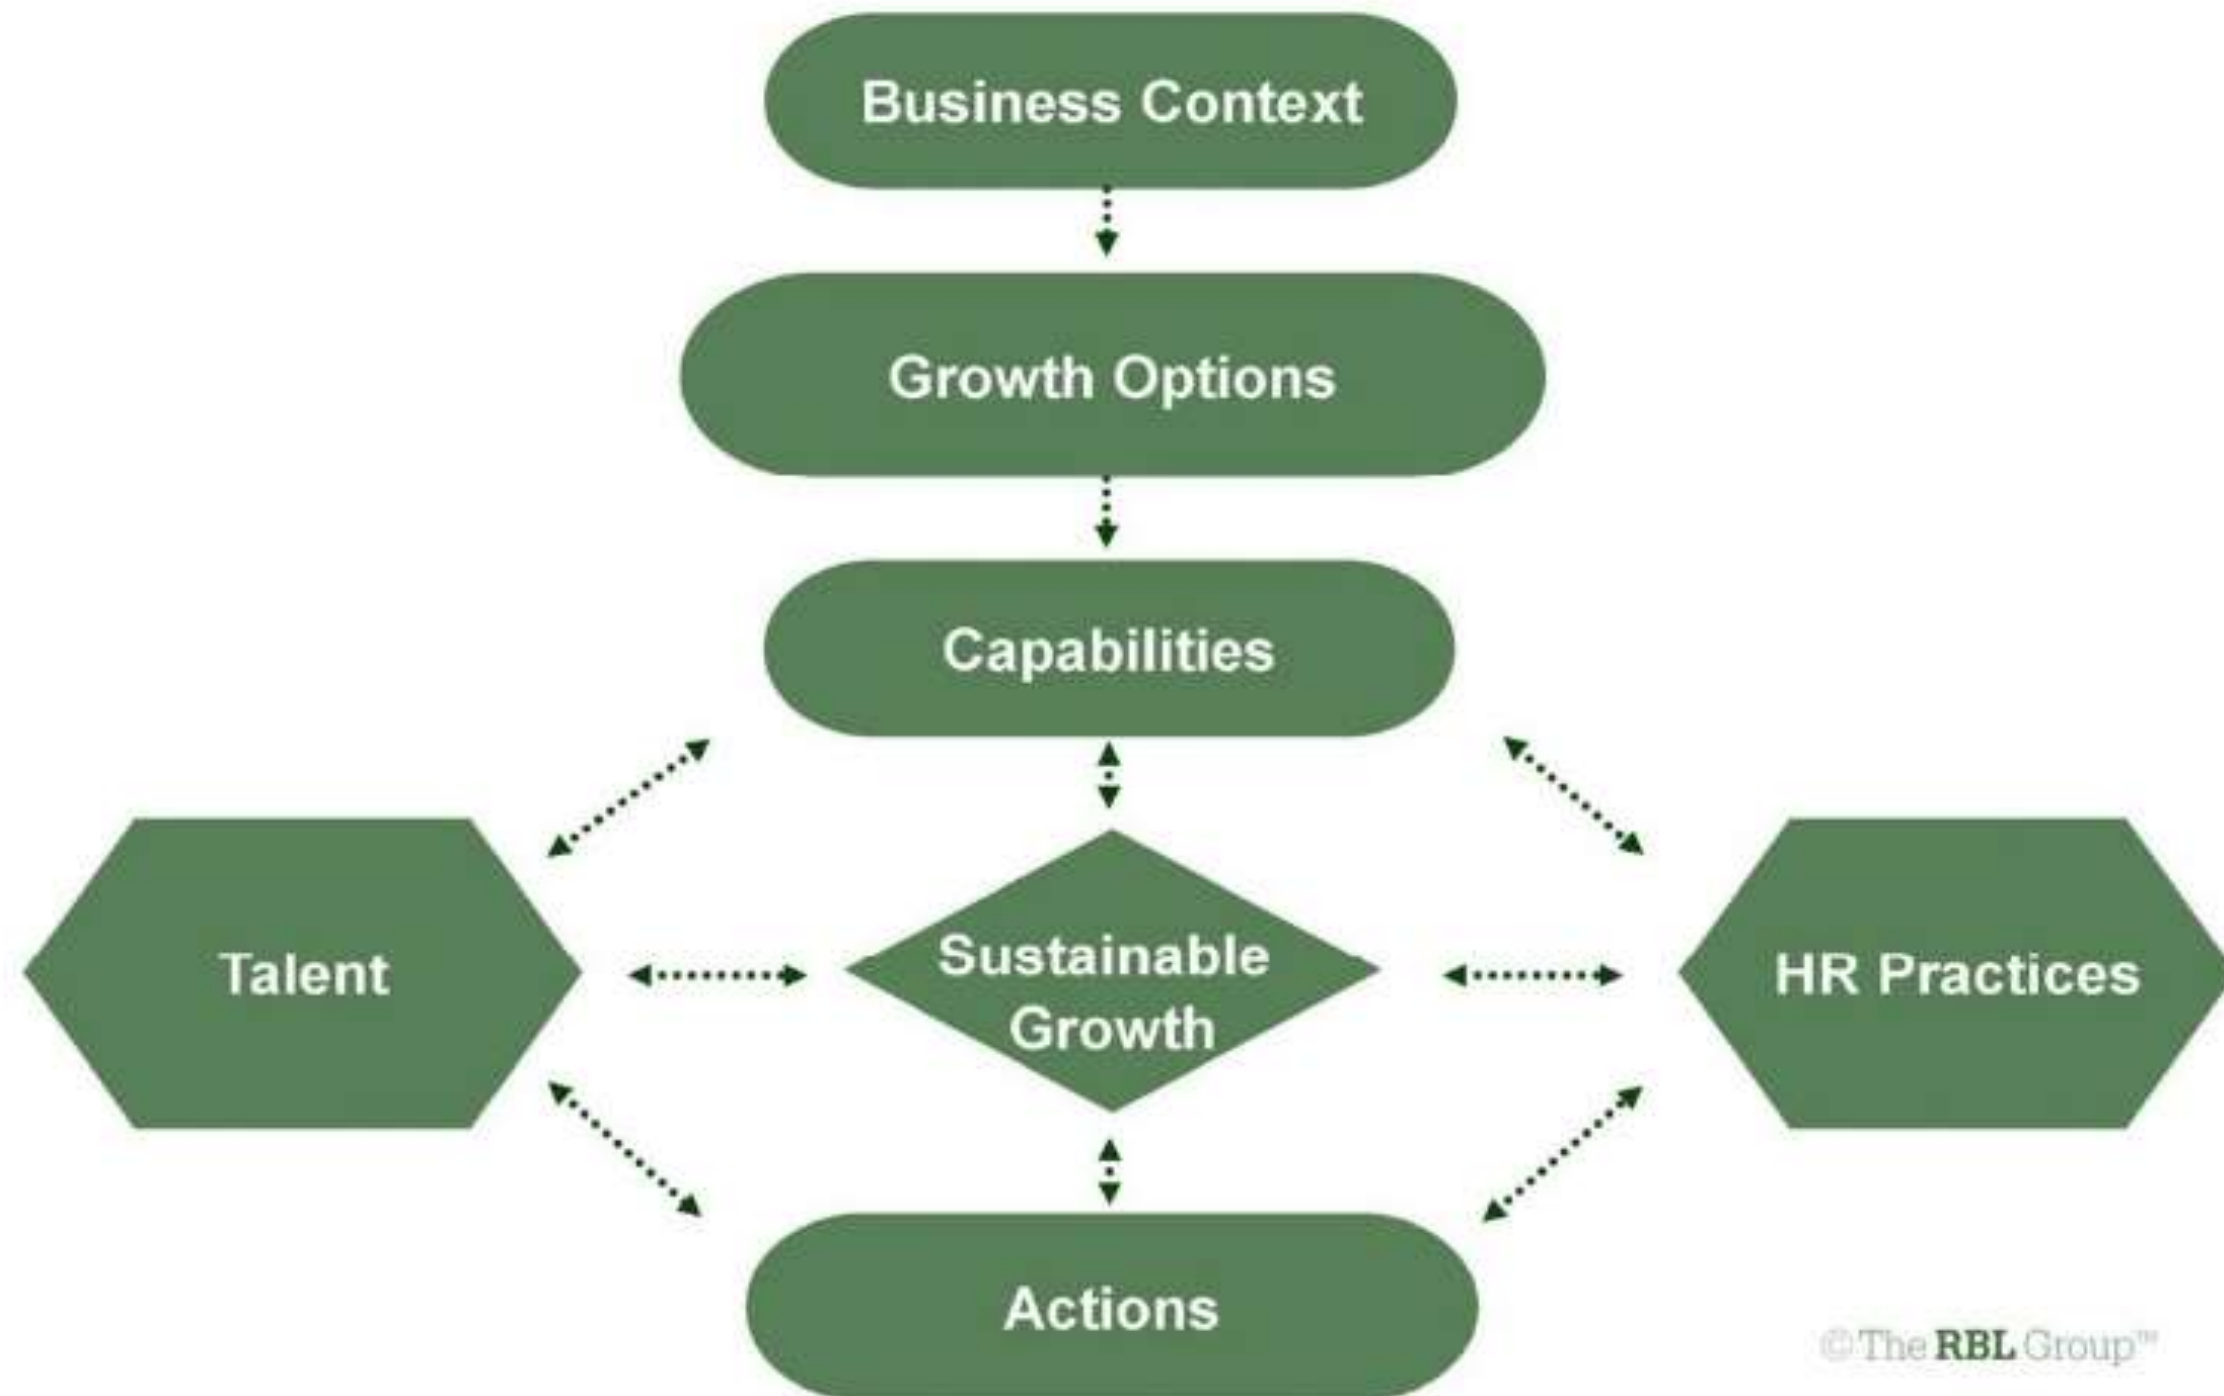 Business Context
Growth Options
Capabilities
Talent
Sustainable
Growth
HR Practices
Actions
©The RBL Group™